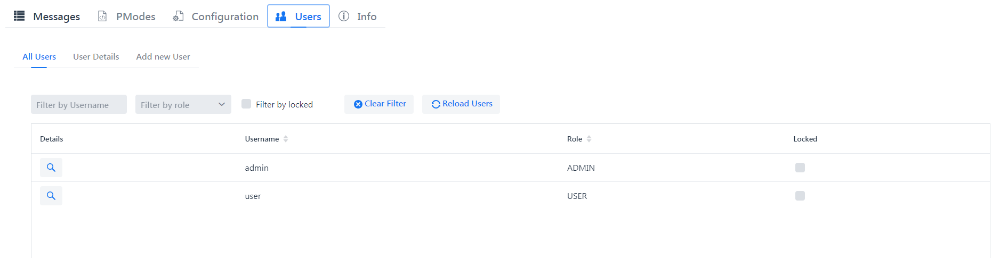 Messages PModes Configuration Users Info
All Users User Details Add new User
Filter by Username Filter by role Filter by locked Clear Filter Reload Users
Details Username Role Locked
admin ADMIN
user USER